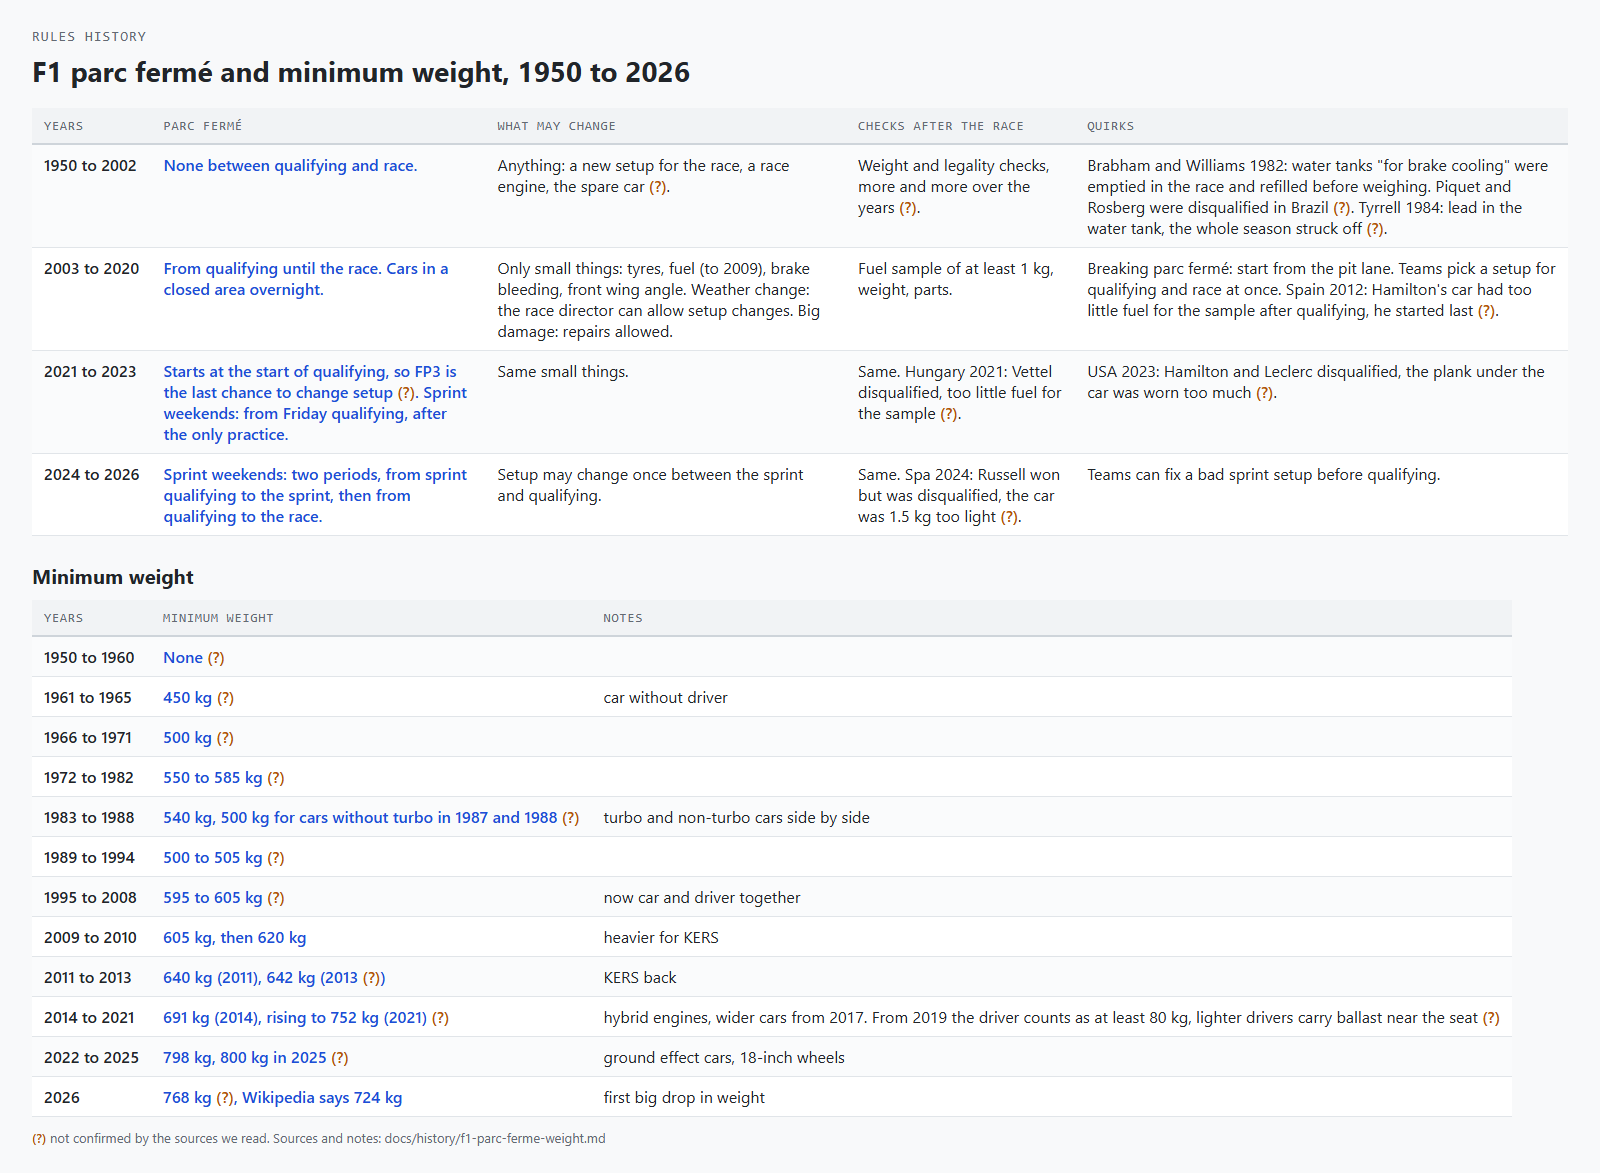 RULES HISTORY
F1 parc fermé and minimum weight, 1950 to 2026
YEARS
PARC FERMÉ
WHAT MAY CHANGE
CHECKS AFTER THE RACE
QUIRKS
1950 to 2002
None between qualifying and race.
Anything: a new setup for the race, a race
engine, the spare car (?).
Weight and legality checks,
more and more over the
years (?).
Brabham and Williams 1982: water tanks "for brake cooling" were
emptied in the race and refilled before weighing. Piquet and
Rosberg were disqualified in Brazil (?). Tyrrell 1984: lead in the
water tank, the whole season struck off (?).
2003 to 2020
From qualifying until the race. Cars in a
closed area overnight.
Only small things: tyres, fuel (to 2009), brake
bleeding, front wing angle. Weather change:
the race director can allow setup changes. Big
damage: repairs allowed.
Fuel sample of at least 1 kg,
weight, parts.
Breaking parc fermé: start from the pit lane. Teams pick a setup for
qualifying and race at once. Spain 2012: Hamilton's car had too
little fuel for the sample after qualifying, he started last (?).
2021 to 2023
Starts at the start of qualifying, so FP3 is
the last chance to change setup (?). Sprint
weekends: from Friday qualifying, after
the only practice.
Same small things.
Same. Hungary 2021: Vettel
disqualified, too little fuel for
the sample (?).
USA 2023: Hamilton and Leclerc disqualified, the plank under the
car was worn too much (?).
2024 to 2026
Sprint weekends: two periods, from sprint
qualifying to the sprint, then from
qualifying to the race.
Setup may change once between the sprint
and qualifying.
Same. Spa 2024: Russell won
but was disqualified, the car
was 1.5 kg too light (?).
Teams can fix a bad sprint setup before qualifying.
Minimum weight
YEARS
MINIMUM WEIGHT
NOTES
1950 to 1960
None (?)
1961 to 1965
450 kg (?)
car without driver
1966 to 1971
500 kg (?)
1972 to 1982
550 to 585 kg (?)
1983 to 1988
540 kg, 500 kg for cars without turbo in 1987 and 1988 (?)
turbo and non-turbo cars side by side
1989 to 1994
500 to 505 kg (?)
1995 to 2008
595 to 605 kg (?)
now car and driver together
2009 to 2010
605 kg, then 620 kg
heavier for KERS
2011 to 2013
640 kg (2011), 642 kg (2013 (?))
KERS back
2014 to 2021
691 kg (2014), rising to 752 kg (2021) (?)
hybrid engines, wider cars from 2017. From 2019 the driver counts as at least 80 kg, lighter drivers carry ballast near the seat (?)
2022 to 2025
798 kg, 800 kg in 2025 (?)
ground effect cars, 18-inch wheels
2026
768 kg (?), Wikipedia says 724 kg
first big drop in weight
(?) not confirmed by the sources we read. Sources and notes: docs/history/f1-parc-ferme-weight.md